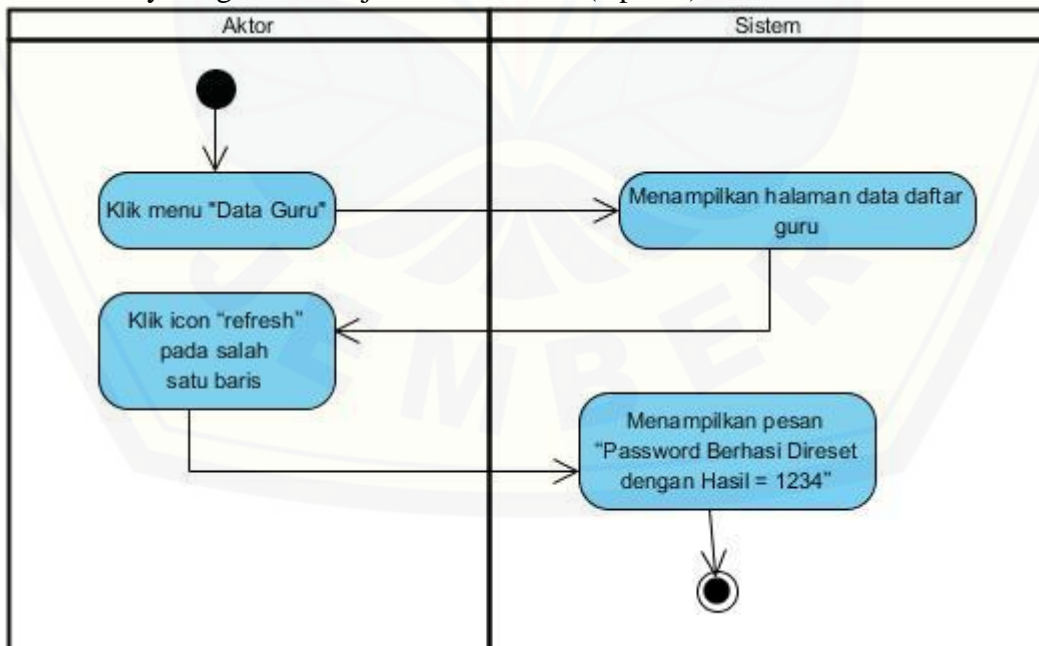 Aktor
Sistem
Klik menu "Data Guru"
Menampilkan halaman data daftar
guru
Klik icon “refresh”
pada salah
satu baris
Menampilkan pesan
“Password Berhasi Direset
dengan Hasil = 1234”
JEMBER